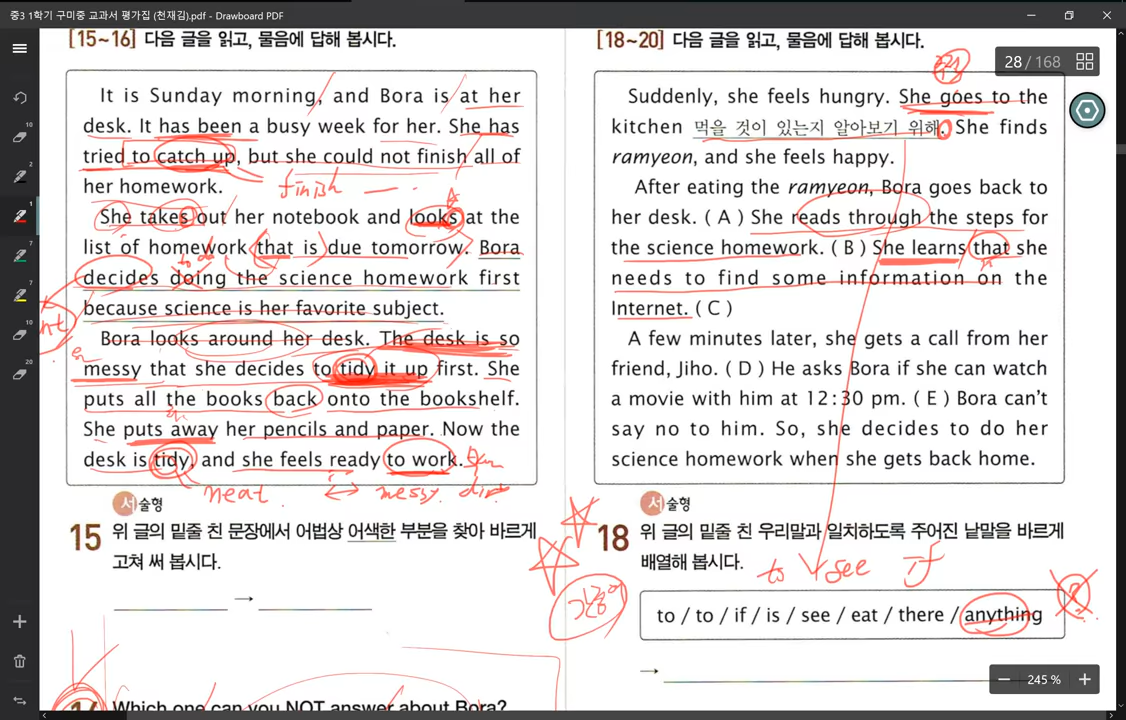 중3 1학기 구미중 교과서 평가집 (천재김).pdf - Drawboard PDF
28 / 168
[15~16] 다음 글을 읽고, 물음에 답해 봅시다.
It is Sunday morning, and Bora is at her
desk. It has been a busy week for her. She has
tried to catch up, but she could not finish all of
her homework.
finish
She takes out her notebook and looks at the
list of homework that is due tomorrow. Bora
to do
decides doing the science homework first
because science is her favorite subject.
Bora looks around her desk. The desk is so
messy that she decides to tidy it up first. She
puts all the books back onto the bookshelf.
She puts away her pencils and paper. Now the
desk is tidy, and she feels ready to work.
neat ↔ messy.
서술형
15 위 글의 밑줄 친 문장에서 어법상 어색한 부분을 찾아 바르게
고쳐 써 봅시다.
→
Which one can you NOT answer about Bora?
[18~20] 다음 글을 읽고, 물음에 답해 봅시다.
Suddenly, she feels hungry. She goes to the
kitchen 먹을 것이 있는지 알아보기 위해. She finds
ramyeon, and she feels happy.
After eating the ramyeon, Bora goes back to
her desk. ( A ) She reads through the steps for
the science homework. ( B ) She learns that she
needs to find some information on the
Internet. ( C )
A few minutes later, she gets a call from her
friend, Jiho. ( D ) He asks Bora if she can watch
a movie with him at 12:30 pm. ( E ) Bora can't
say no to him. So, she decides to do her
science homework when she gets back home.
서술형
18 위 글의 밑줄 친 우리말과 일치하도록 주어진 낱말을 바르게
배열해 봅시다.
to see if
to / to / if / is / see / eat / there / anything
→
245 %